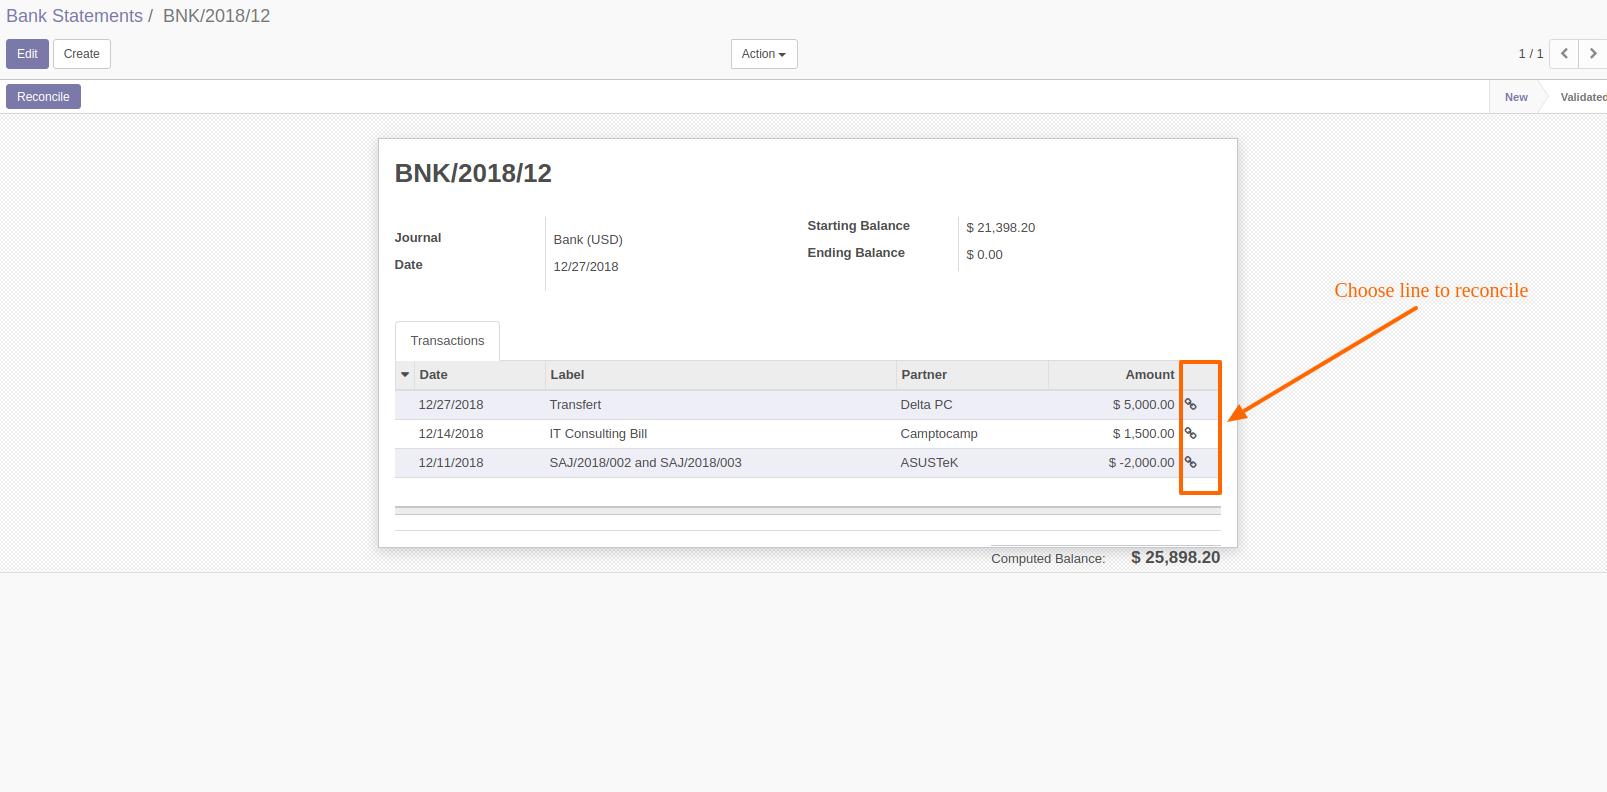 Bank Statements / BNK/2018/12
Edit Create Action 1 / 1
Reconcile New Validated
BNK/2018/12
Journal Bank (USD)
Date 12/27/2018
Starting Balance $ 21,398.20
Ending Balance $ 0.00
Choose line to reconcile
Transactions
Date Label Partner Amount
12/27/2018 Transfert Delta PC $ 5,000.00
12/14/2018 IT Consulting Bill Camptocamp $ 1,500.00
12/11/2018 SAJ/2018/002 and SAJ/2018/003 ASUSTeK $ -2,000.00
Computed Balance: $ 25,898.20